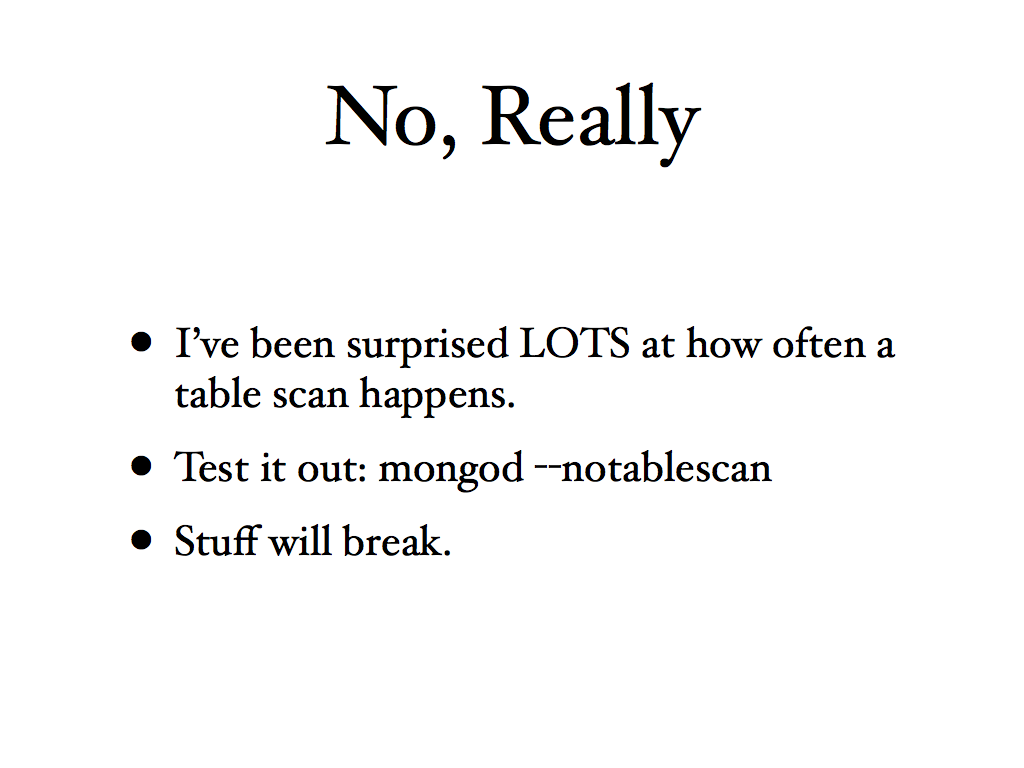 No, Really
• I’ve been surprised LOTS at how often a
table scan happens.
• Test it out: mongod --notablescan
• Stuff will break.